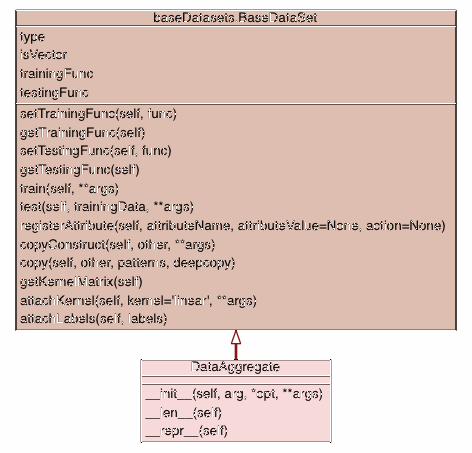 baseDatasets.BaseDataSet
type
isVector
trainingFunc
testingFunc
setTrainingFunc(self, func)
getTrainingFunc(self)
setTestingFunc(self, func)
getTestingFunc(self)
train(self, **args)
test(self, trainingData, **args)
registerAttribute(self, attributeName, attributeValue=None, action=None)
copyConstruct(self, other, **args)
copy(self, other, patterns, deepcopy)
getKernelMatrix(self)
attachKernel(self, kernel='linear', **args)
attachLabels(self, labels)
DataAggregate
__init__(self, arg, *opt, **args)
__len__(self)
__repr__(self)